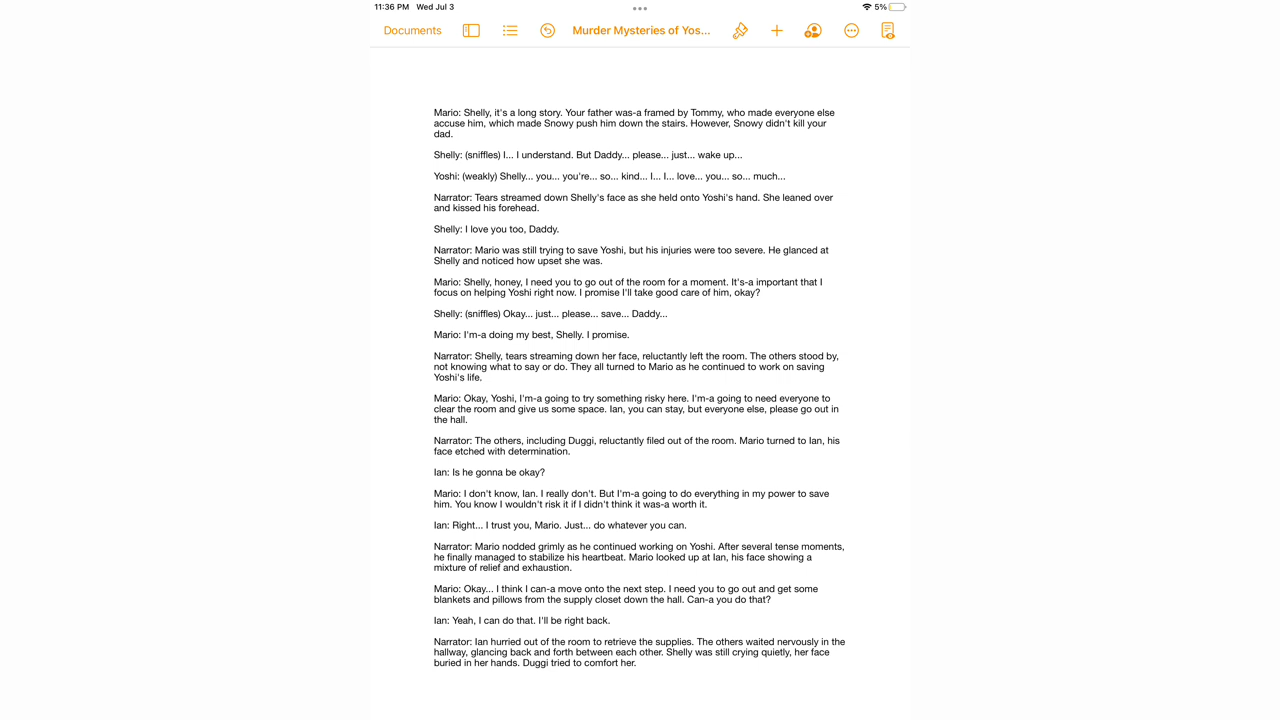 11:36 PM Wed Jul 3
5%
Documents
Murder Mysteries of Yos...
Mario: Shelly, it's a long story. Your father was-a framed by Tommy, who made everyone else
accuse him, which made Snowy push him down the stairs. However, Snowy didn't kill your
dad.
Shelly: (sniffles) I... I understand. But Daddy... please... just... wake up...
Yoshi: (weakly) Shelly... you... you're... so... kind... I... I... love... you... so... much...
Narrator: Tears streamed down Shelly's face as she held onto Yoshi's hand. She leaned over
and kissed his forehead.
Shelly: I love you too, Daddy.
Narrator: Mario was still trying to save Yoshi, but his injuries were too severe. He glanced at
Shelly and noticed how upset she was.
Mario: Shelly, honey, I need you to go out of the room for a moment. It's-a important that I
focus on helping Yoshi right now. I promise I'll take good care of him, okay?
Shelly: (sniffles) Okay... just... please... save... Daddy...
Mario: I'm-a doing my best, Shelly. I promise.
Narrator: Shelly, tears streaming down her face, reluctantly left the room. The others stood by,
not knowing what to say or do. They all turned to Mario as he continued to work on saving
Yoshi's life.
Mario: Okay, Yoshi, I'm-a going to try something risky here. I'm-a going to need everyone to
clear the room and give us some space. Ian, you can stay, but everyone else, please go out in
the hall.
Narrator: The others, including Duggi, reluctantly filed out of the room. Mario turned to Ian, his
face etched with determination.
Ian: Is he gonna be okay?
Mario: I don't know, Ian. I really don't. But I'm-a going to do everything in my power to save
him. You know I wouldn't risk it if I didn't think it was-a worth it.
Ian: Right... I trust you, Mario. Just... do whatever you can.
Narrator: Mario nodded grimly as he continued working on Yoshi. After several tense moments,
he finally managed to stabilize his heartbeat. Mario looked up at Ian, his face showing a
mixture of relief and exhaustion.
Mario: Okay... I think I can-a move onto the next step. I need you to go out and get some
blankets and pillows from the supply closet down the hall. Can-a you do that?
Ian: Yeah, I can do that. I'll be right back.
Narrator: Ian hurried out of the room to retrieve the supplies. The others waited nervously in the
hallway, glancing back and forth between each other. Shelly was still crying quietly, her face
buried in her hands. Duggi tried to comfort her.